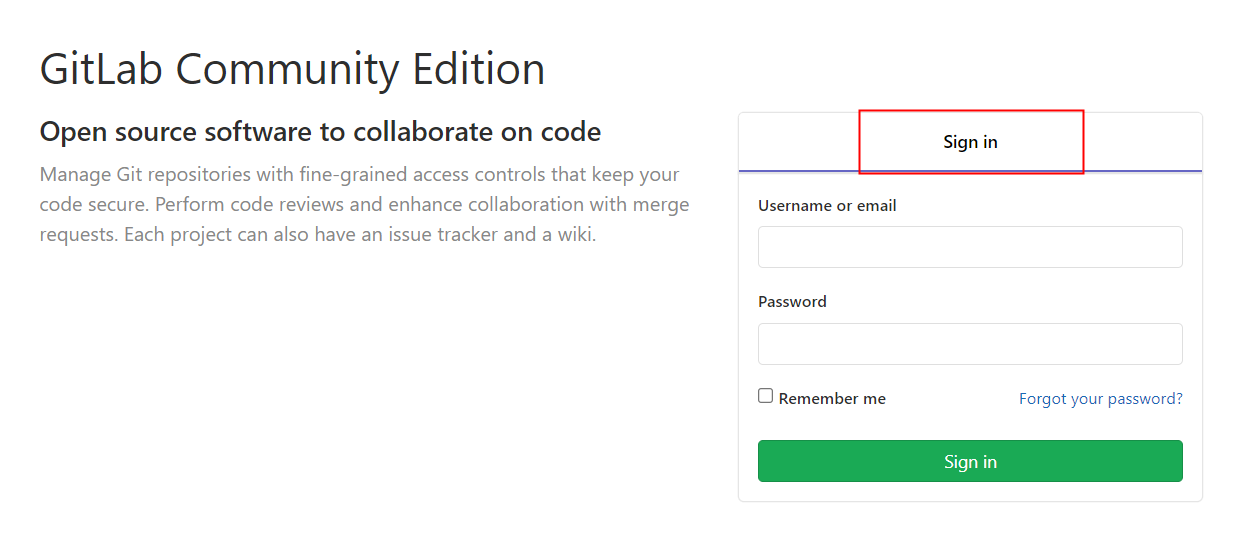 GitLab Community Edition
Open source software to collaborate on code
Manage Git repositories with fine-grained access controls that keep your
code secure. Perform code reviews and enhance collaboration with merge
requests. Each project can also have an issue tracker and a wiki.
Sign in
Username or email
Password
Remember me
Forgot your password?
Sign in